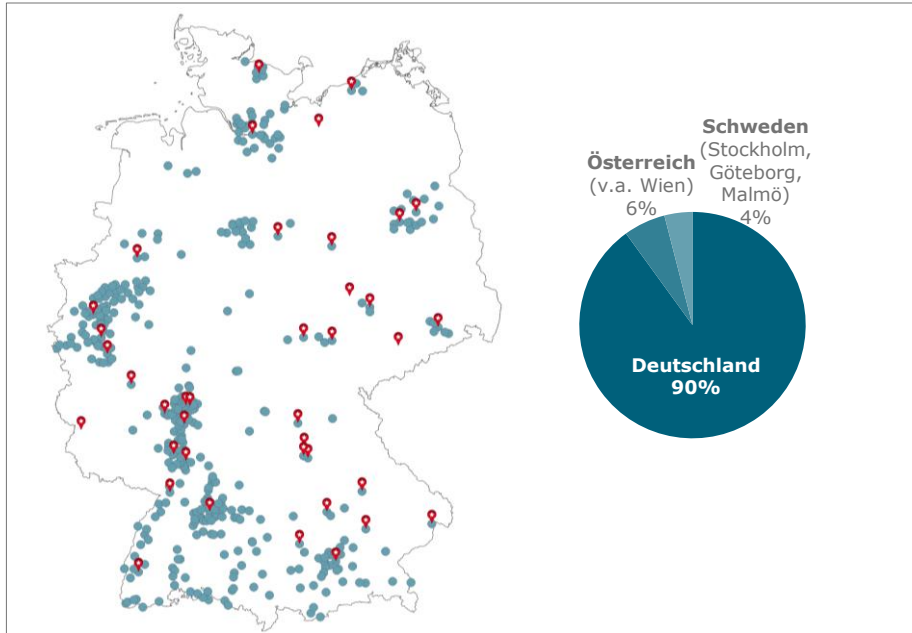 Schweden
(Stockholm,
Göteborg,
Malmö)
4%
Österreich
(v.a. Wien)
6%
Deutschland
90%